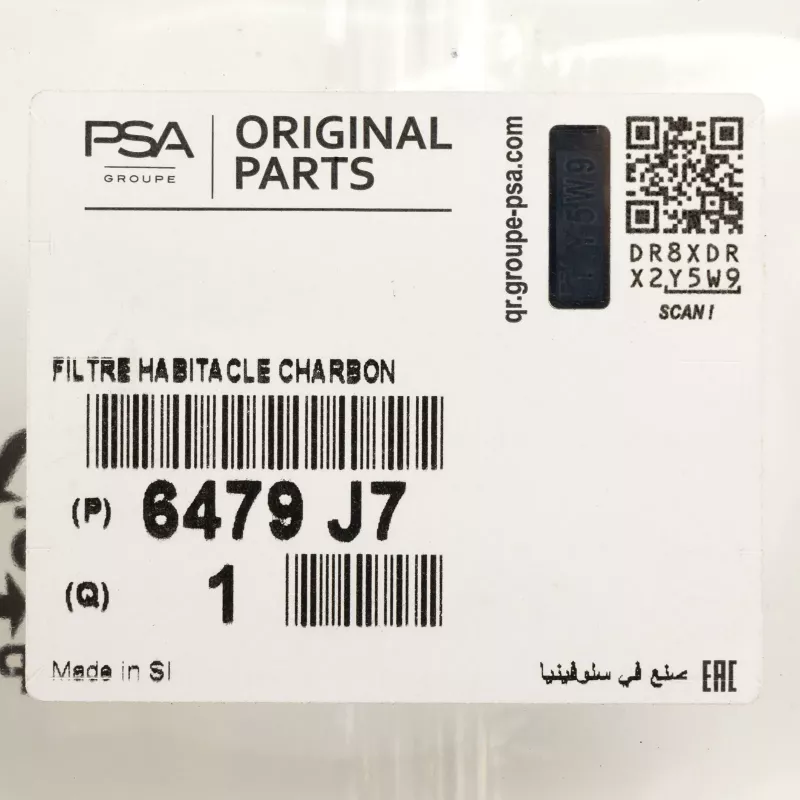 PSA
GROUPE
ORIGINAL
PARTS
qr.groupe-psa.com
Y5W9
DR8XDR
X2Y5W9
SCAN!
FILTRE HABITACLE CHARBON
(P) 6479 J7
(Q) 1
Made in SI
صنع في سلوفينيا
EAC